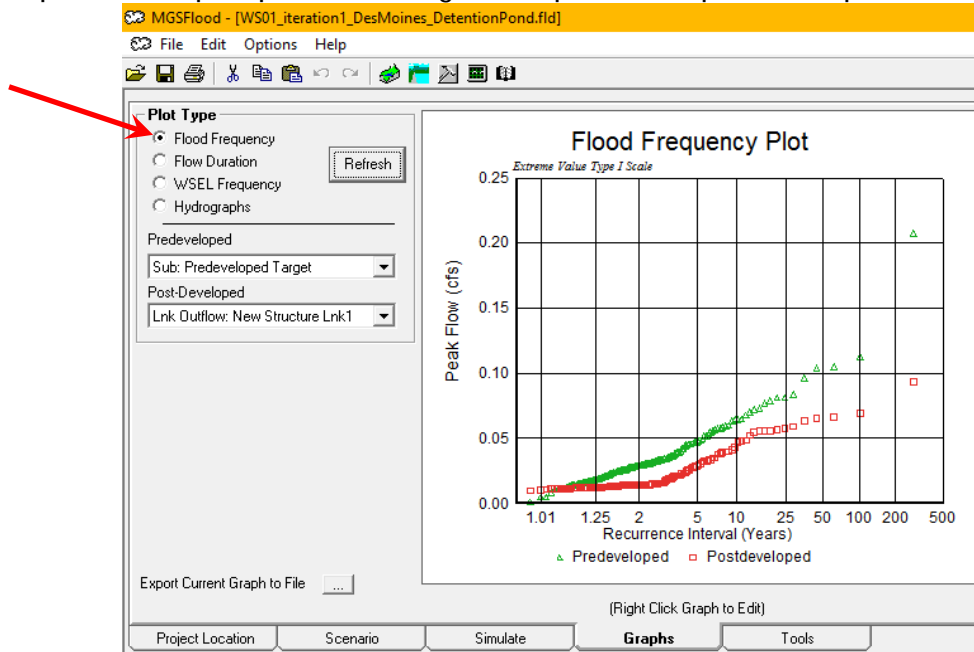 MGSFlood - [WS01_iteration1_DesMoines_DetentionPond.fld]
File Edit Options Help
Plot Type
Flood Frequency
Flow Duration
WSEL Frequency
Hydrographs
Refresh
Predeveloped
Sub: Predeveloped Target
Post-Developed
Lnk Outflow: New Structure Lnk1
Export Current Graph to File ...
Flood Frequency Plot
Extreme Value Type I Scale
Peak Flow (cfs)
0.25
0.20
0.15
0.10
0.05
0.00
1.01 1.25 2 5 10 25 50 100 200 500
Recurrence Interval (Years)
Predeveloped Postdeveloped
(Right Click Graph to Edit)
Project Location Scenario Simulate Graphs Tools